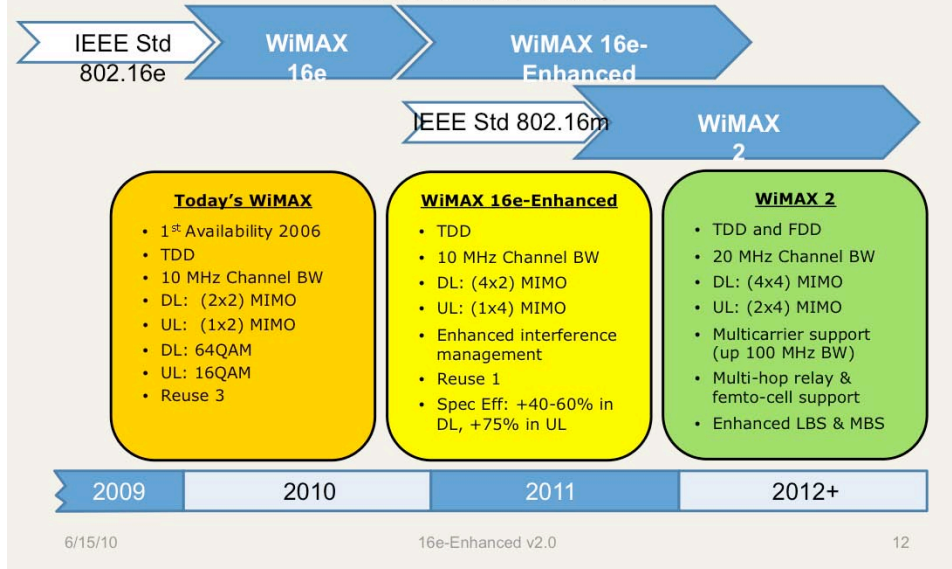 IEEE Std
802.16e
WiMAX
16e
WiMAX 16e-
Enhanced
IEEE Std 802.16m
WiMAX
2
Today's WiMAX
• 1st Availability 2006
• TDD
• 10 MHz Channel BW
• DL: (2x2) MIMO
• UL: (1x2) MIMO
• DL: 64QAM
• UL: 16QAM
• Reuse 3
WiMAX 16e-Enhanced
• TDD
• 10 MHz Channel BW
• DL: (4x2) MIMO
• UL: (1x4) MIMO
• Enhanced interference
management
• Reuse 1
• Spec Eff: +40-60% in
DL, +75% in UL
WiMAX 2
• TDD and FDD
• 20 MHz Channel BW
• DL: (4x4) MIMO
• UL: (2x4) MIMO
• Multicarrier support
(up 100 MHz BW)
• Multi-hop relay &
femto-cell support
• Enhanced LBS & MBS
2009
2010
2011
2012+
6/15/10
16e-Enhanced v2.0
12